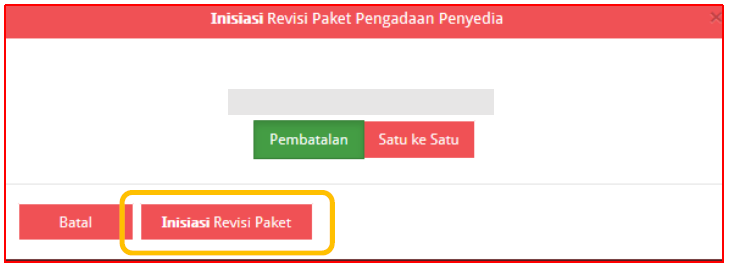 Inisiasi Revisi Paket Pengadaan Penyedia ×
Pembatalan Satu ke Satu
Batal Inisiasi Revisi Paket